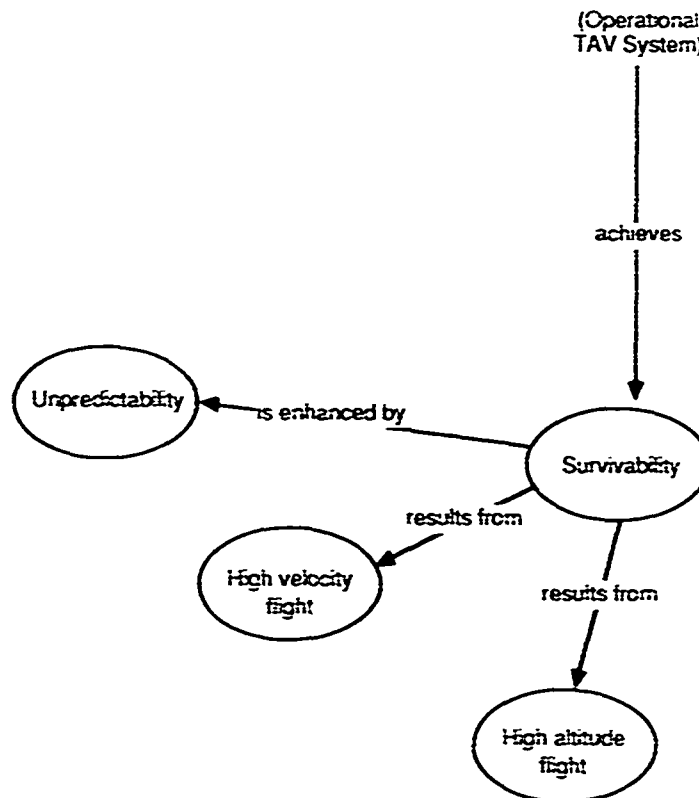 (Operational
TAV System)
achieves
Unpredictability
is enhanced by
Survivability
results from
High velocity
flight
results from
High altitude
flight